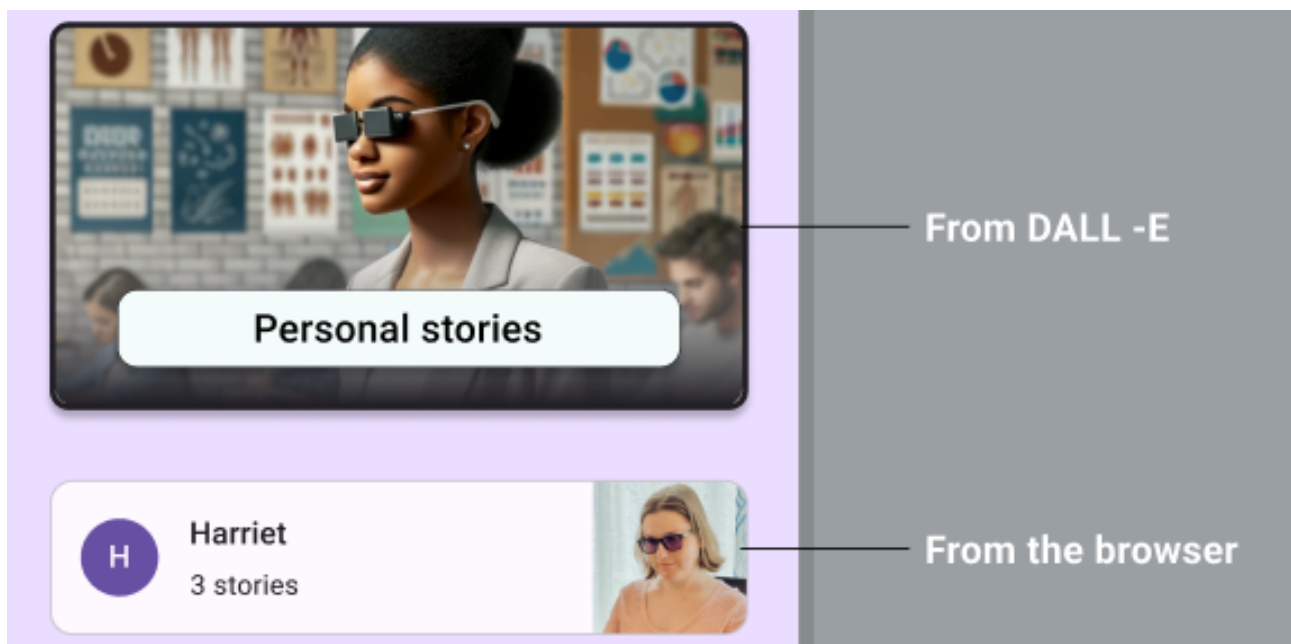 From DALL -E
Personal stories
H
Harriet
3 stories
From the browser